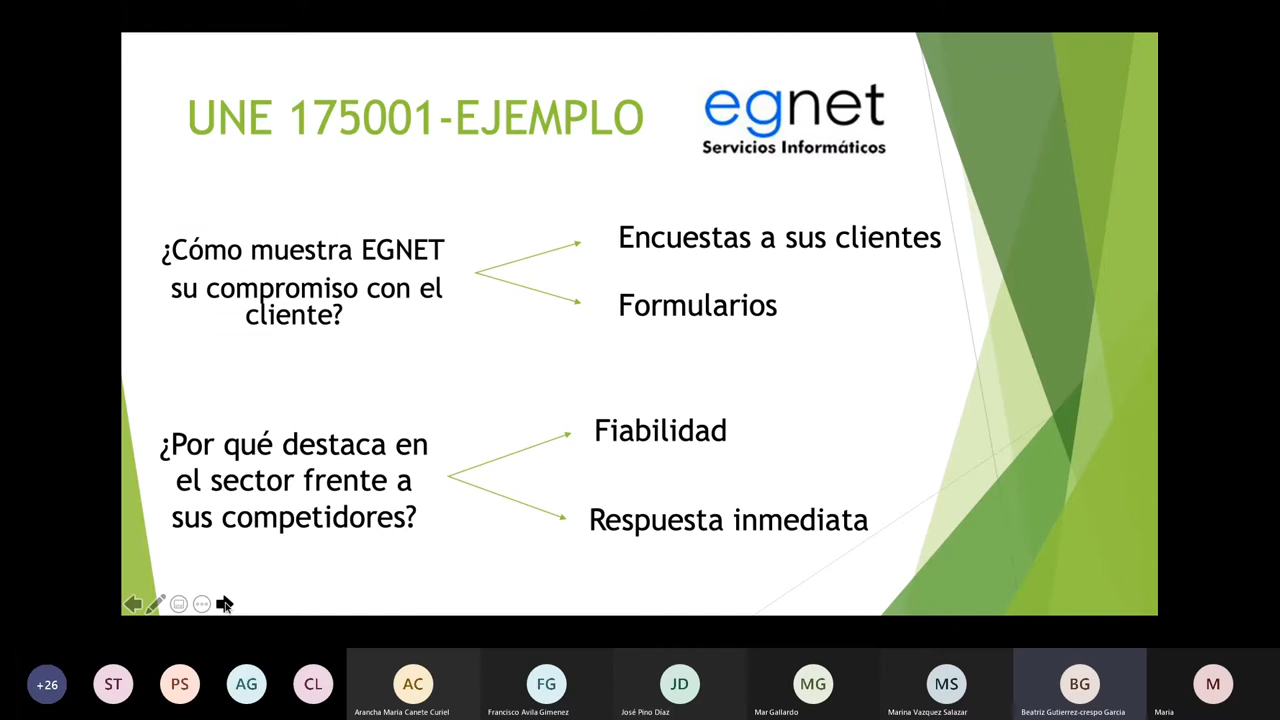 UNE 175001-EJEMPLO
egnet
Servicios Informáticos
¿Cómo muestra EGNET
su compromiso con el
cliente?
Encuestas a sus clientes
Formularios
¿Por qué destaca en
el sector frente a
sus competidores?
Fiabilidad
Respuesta inmediata
+26
ST
PS
AG
CL
AC
FG
JD
MG
MS
BG
M
Arancha María Canete Curiel
Francisco Avila Gimenez
José Pino Díaz
Mar Gallardo
Marina Vazquez Salazar
Beatriz Gutierrez-crespo Garcia
Maria